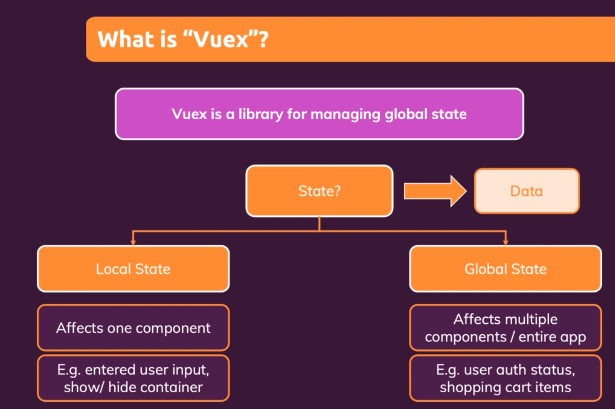 What is “Vuex”?
Vuex is a library for managing global state
State?
Data
Local State
Global State
Affects one component
Affects multiple
components / entire app
E.g. entered user input,
show/ hide container
E.g. user auth status,
shopping cart items